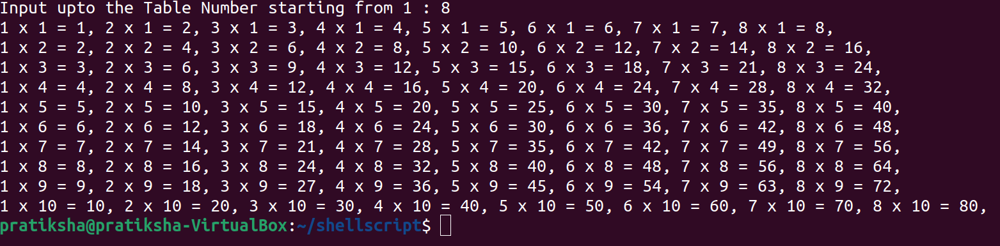 Input upto the Table Number starting from 1 : 8
1 x 1 = 1, 2 x 1 = 2, 3 x 1 = 3, 4 x 1 = 4, 5 x 1 = 5, 6 x 1 = 6, 7 x 1 = 7, 8 x 1 = 8,
1 x 2 = 2, 2 x 2 = 4, 3 x 2 = 6, 4 x 2 = 8, 5 x 2 = 10, 6 x 2 = 12, 7 x 2 = 14, 8 x 2 = 16,
1 x 3 = 3, 2 x 3 = 6, 3 x 3 = 9, 4 x 3 = 12, 5 x 3 = 15, 6 x 3 = 18, 7 x 3 = 21, 8 x 3 = 24,
1 x 4 = 4, 2 x 4 = 8, 3 x 4 = 12, 4 x 4 = 16, 5 x 4 = 20, 6 x 4 = 24, 7 x 4 = 28, 8 x 4 = 32,
1 x 5 = 5, 2 x 5 = 10, 3 x 5 = 15, 4 x 5 = 20, 5 x 5 = 25, 6 x 5 = 30, 7 x 5 = 35, 8 x 5 = 40,
1 x 6 = 6, 2 x 6 = 12, 3 x 6 = 18, 4 x 6 = 24, 5 x 6 = 30, 6 x 6 = 36, 7 x 6 = 42, 8 x 6 = 48,
1 x 7 = 7, 2 x 7 = 14, 3 x 7 = 21, 4 x 7 = 28, 5 x 7 = 35, 6 x 7 = 42, 7 x 7 = 49, 8 x 7 = 56,
1 x 8 = 8, 2 x 8 = 16, 3 x 8 = 24, 4 x 8 = 32, 5 x 8 = 40, 6 x 8 = 48, 7 x 8 = 56, 8 x 8 = 64,
1 x 9 = 9, 2 x 9 = 18, 3 x 9 = 27, 4 x 9 = 36, 5 x 9 = 45, 6 x 9 = 54, 7 x 9 = 63, 8 x 9 = 72,
1 x 10 = 10, 2 x 10 = 20, 3 x 10 = 30, 4 x 10 = 40, 5 x 10 = 50, 6 x 10 = 60, 7 x 10 = 70, 8 x 10 = 80,
pratiksha@pratiksha-VirtualBox:~/shellscript$